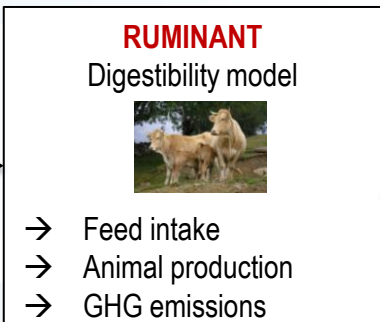 RUMINANT
Digestibility model
→ Feed intake
→ Animal production
→ GHG emissions